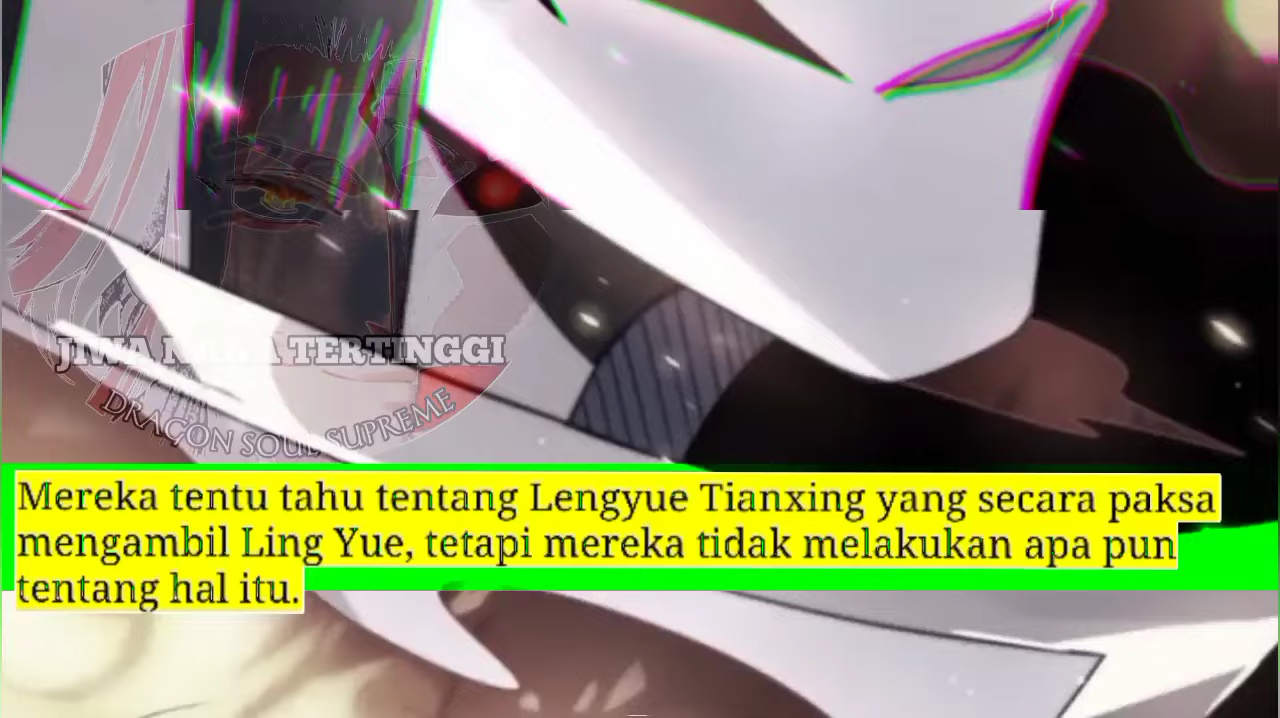 JIWA NAGA TERTINGGI
DRAGON SOUL SUPREME
Mereka tentu tahu tentang Lengyue Tianxing yang secara paksa
mengambil Ling Yue, tetapi mereka tidak melakukan apa pun
tentang hal itu.